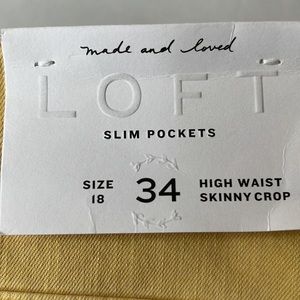 made and loved
LOFT
SLIM POCKETS
SIZE 18 34 HIGH WAIST SKINNY CROP